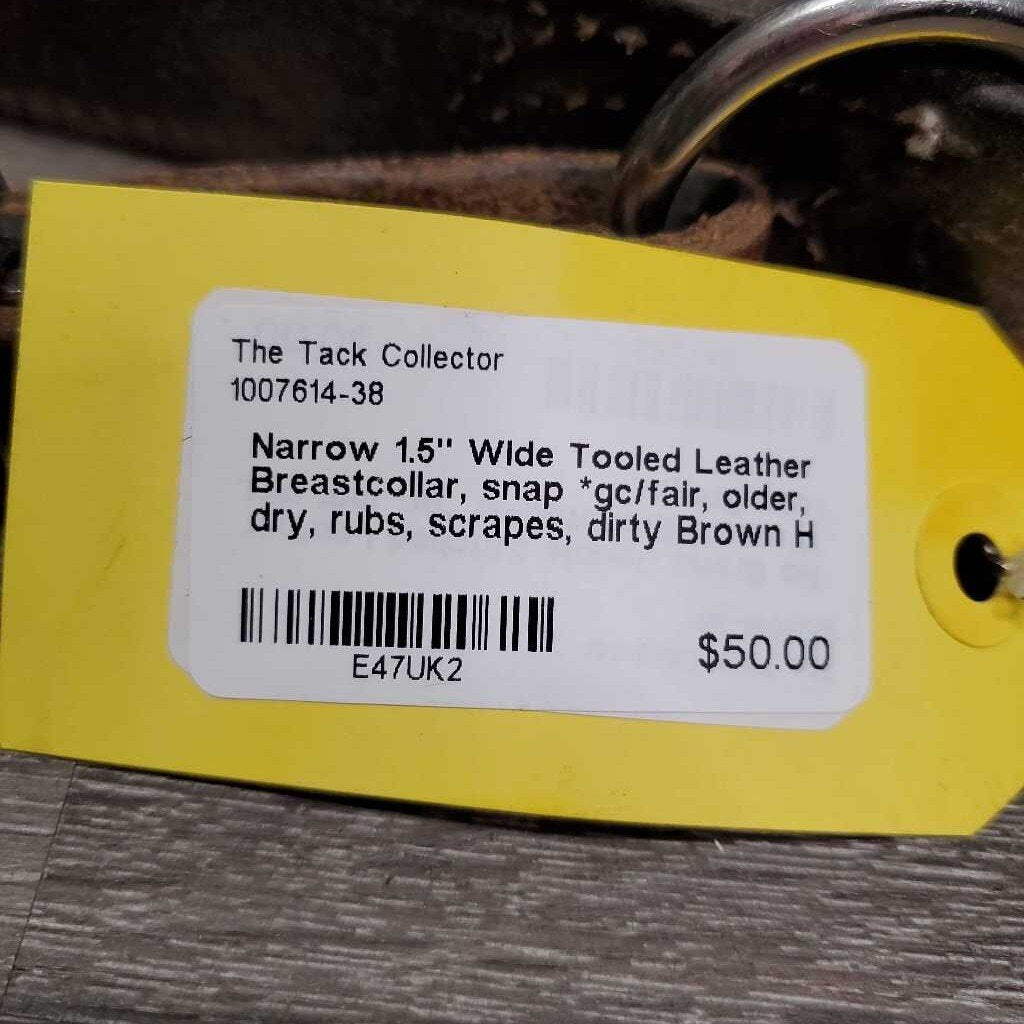 The Tack Collector
1007614-38
Narrow 1.5" WIde Tooled Leather
Breastcollar, snap *gc/fair, older,
dry, rubs, scrapes, dirty Brown H
E47UK2
$50.00